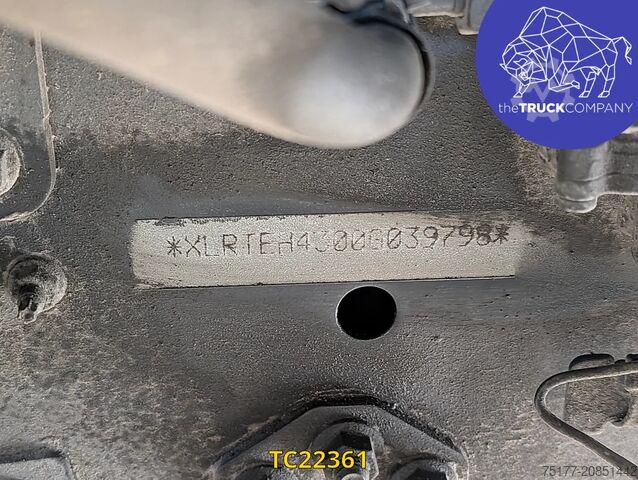 theTRUCKCOMPANY
*XLRTEH4300G039798*
TC22361
75177-20851442